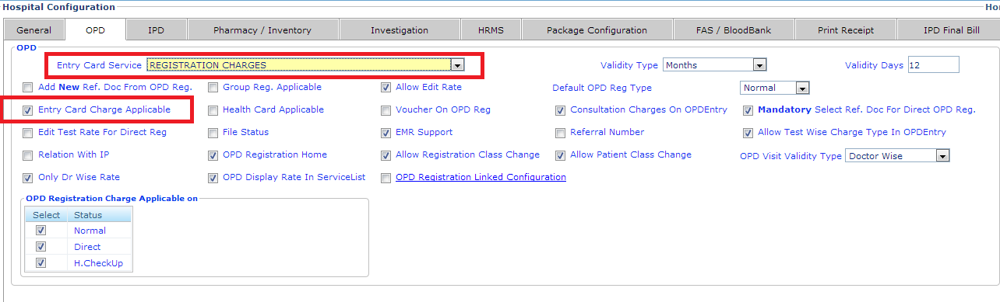 Hospital Configuration Hor
General OPD IPD Pharmacy / Inventory Investigation HRMS Package Configuration FAS / BloodBank Print Receipt IPD Final Bill
OPD
Entry Card Service REGISTRATION CHARGES Validity Type Months Validity Days 12
Add New Ref. Doc From OPD Reg. Group Reg. Applicable Allow Edit Rate Default OPD Reg Type Normal
Entry Card Charge Applicable Health Card Applicable Voucher On OPD Reg Consultation Charges On OPDEntry Mandatory Select Ref. Doc For Direct OPD Reg.
Edit Test Rate For Direct Reg File Status EMR Support Referral Number Allow Test Wise Charge Type In OPDEntry
Relation With IP OPD Registration Home Allow Registration Class Change Allow Patient Class Change OPD Visit Validity Type Doctor Wise
Only Dr Wise Rate OPD Display Rate In ServiceList OPD Registration Linked Configuration
OPD Registration Charge Applicable on
Select Status
Normal
Direct
H.CheckUp